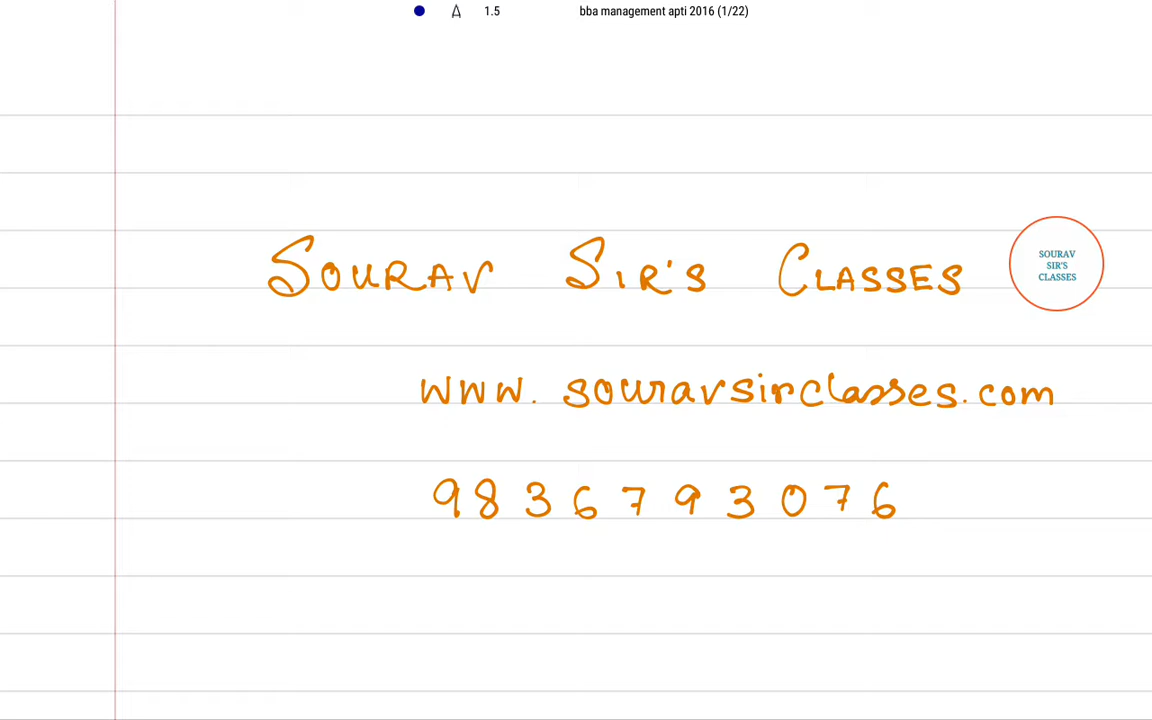 1.5 bba management apti 2016 (1/22)
SOURAV SIR'S CLASSES
SOURAV
SIR'S
CLASSES
www.souravsirclasses.com
9836793076